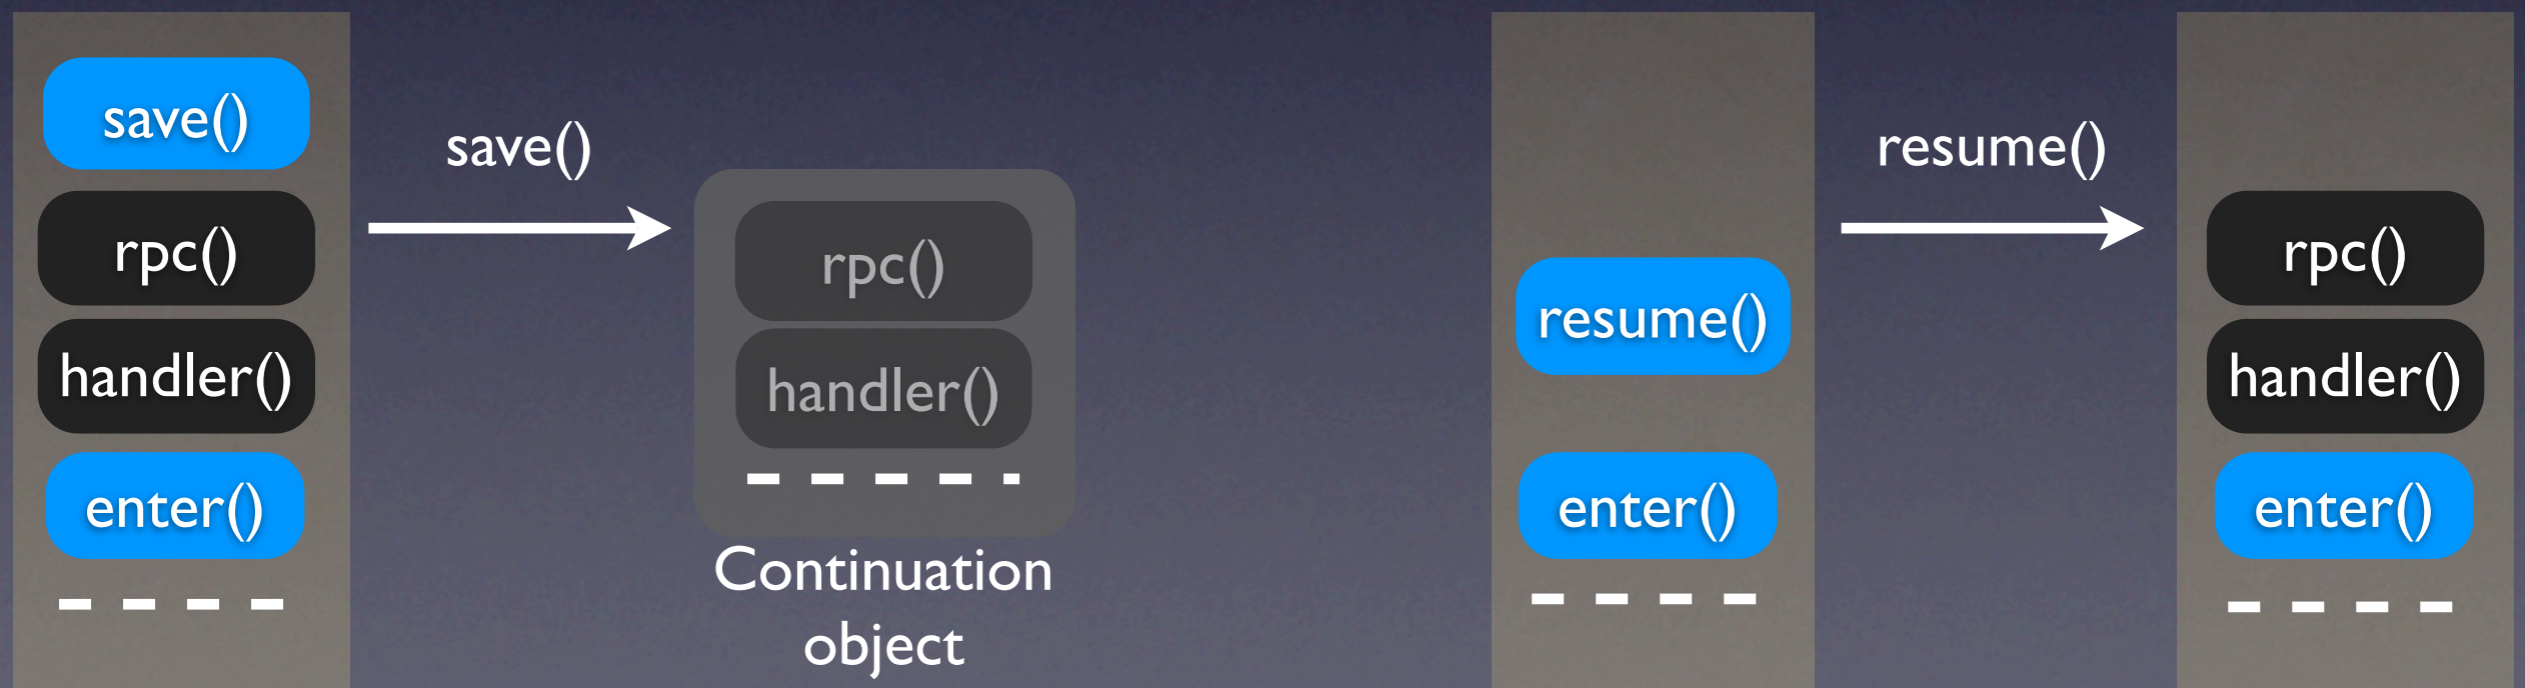 save()
rpc()
handler()
enter()
save()
rpc()
handler()
Continuation
object
resume()
enter()
resume()
rpc()
handler()
enter()